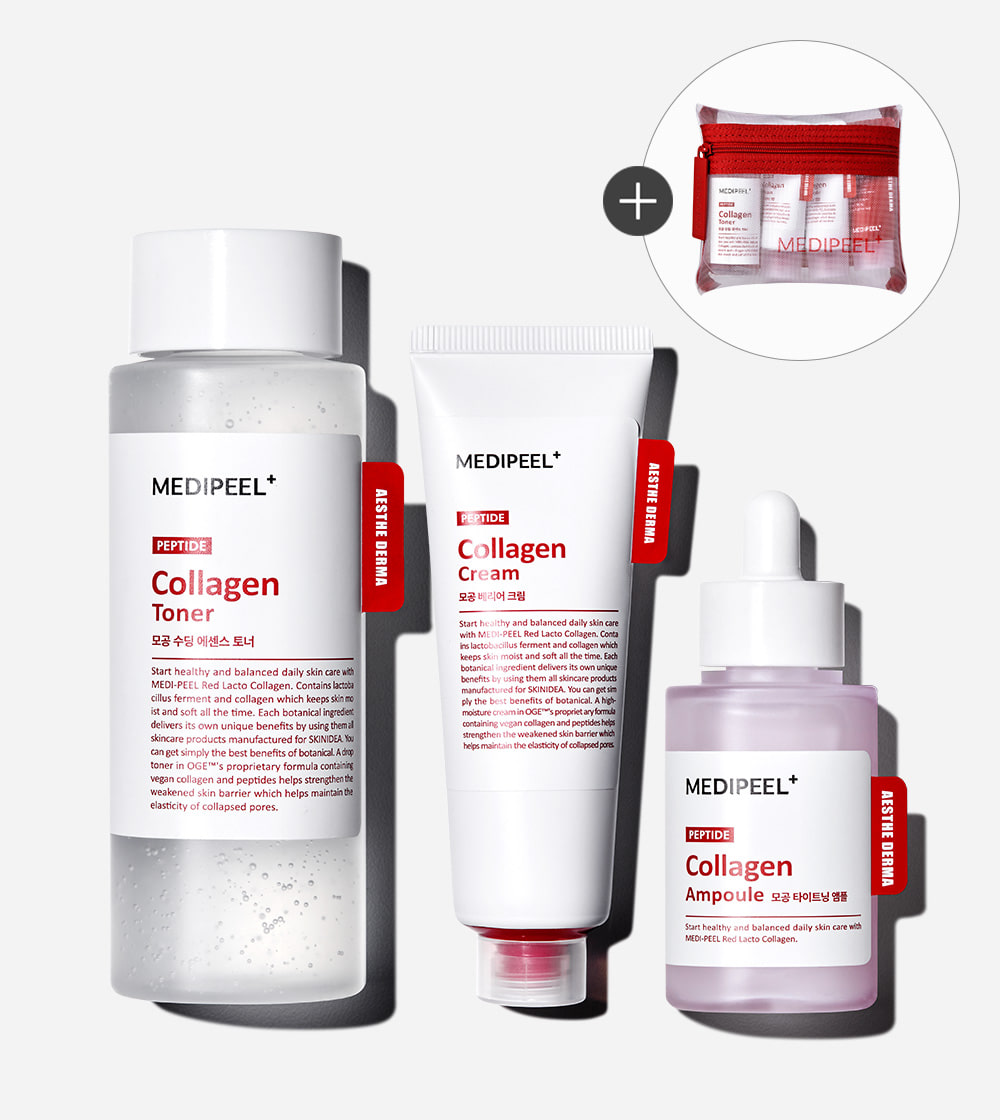 MEDIPEEL+
PEPTIDE
Collagen
Toner
모공 수딩 에센스 토너
Start healthy and balanced daily skin care with
MEDI-PEEL Red Lacto Collagen. Contains lactoba
cillus ferment and collagen which keeps skin mo
ist and soft all the time. Each botanical ingredient
delivers its own unique benefits by using them all
skincare products manufactured for SKINIDEA. You
can get simply the best benefits of botanical. A drop
toner in OGE™'s proprietary formula containing
vegan collagen and peptides helps strengthen the
weakened skin barrier which helps maintain the
elasticity of collapsed pores.
AESTHE DERMA
MEDIPEEL+
PEPTIDE
Collagen
Cream
모공 베리어 크림
Start healthy and balanced daily skin care
with MEDI-PEEL Red Lacto Collagen. Conta
ins lactobacillus ferment and collagen which
keeps skin moist and soft all the time. Each
botanical ingredient delivers its own unique
benefits by using them all skincare products
manufactured for SKINIDEA. You can get sim
ply the best benefits of botanical. A high-
moisture cream in OGE™'s proprietary formula
containing vegan collagen and peptides helps
strengthen the weakened skin barrier which
helps maintain the elasticity of collapsed pores.
AESTHE DERMA
MEDIPEEL+
PEPTIDE
Collagen
Ampoule 모공 타이트닝 앰플
Start healthy and balanced daily skin care with
MEDI-PEEL Red Lacto Collagen.
AESTHE DERMA
MEDIPEEL+
PEPTIDE
Collagen
Toner
MEDIPEEL+